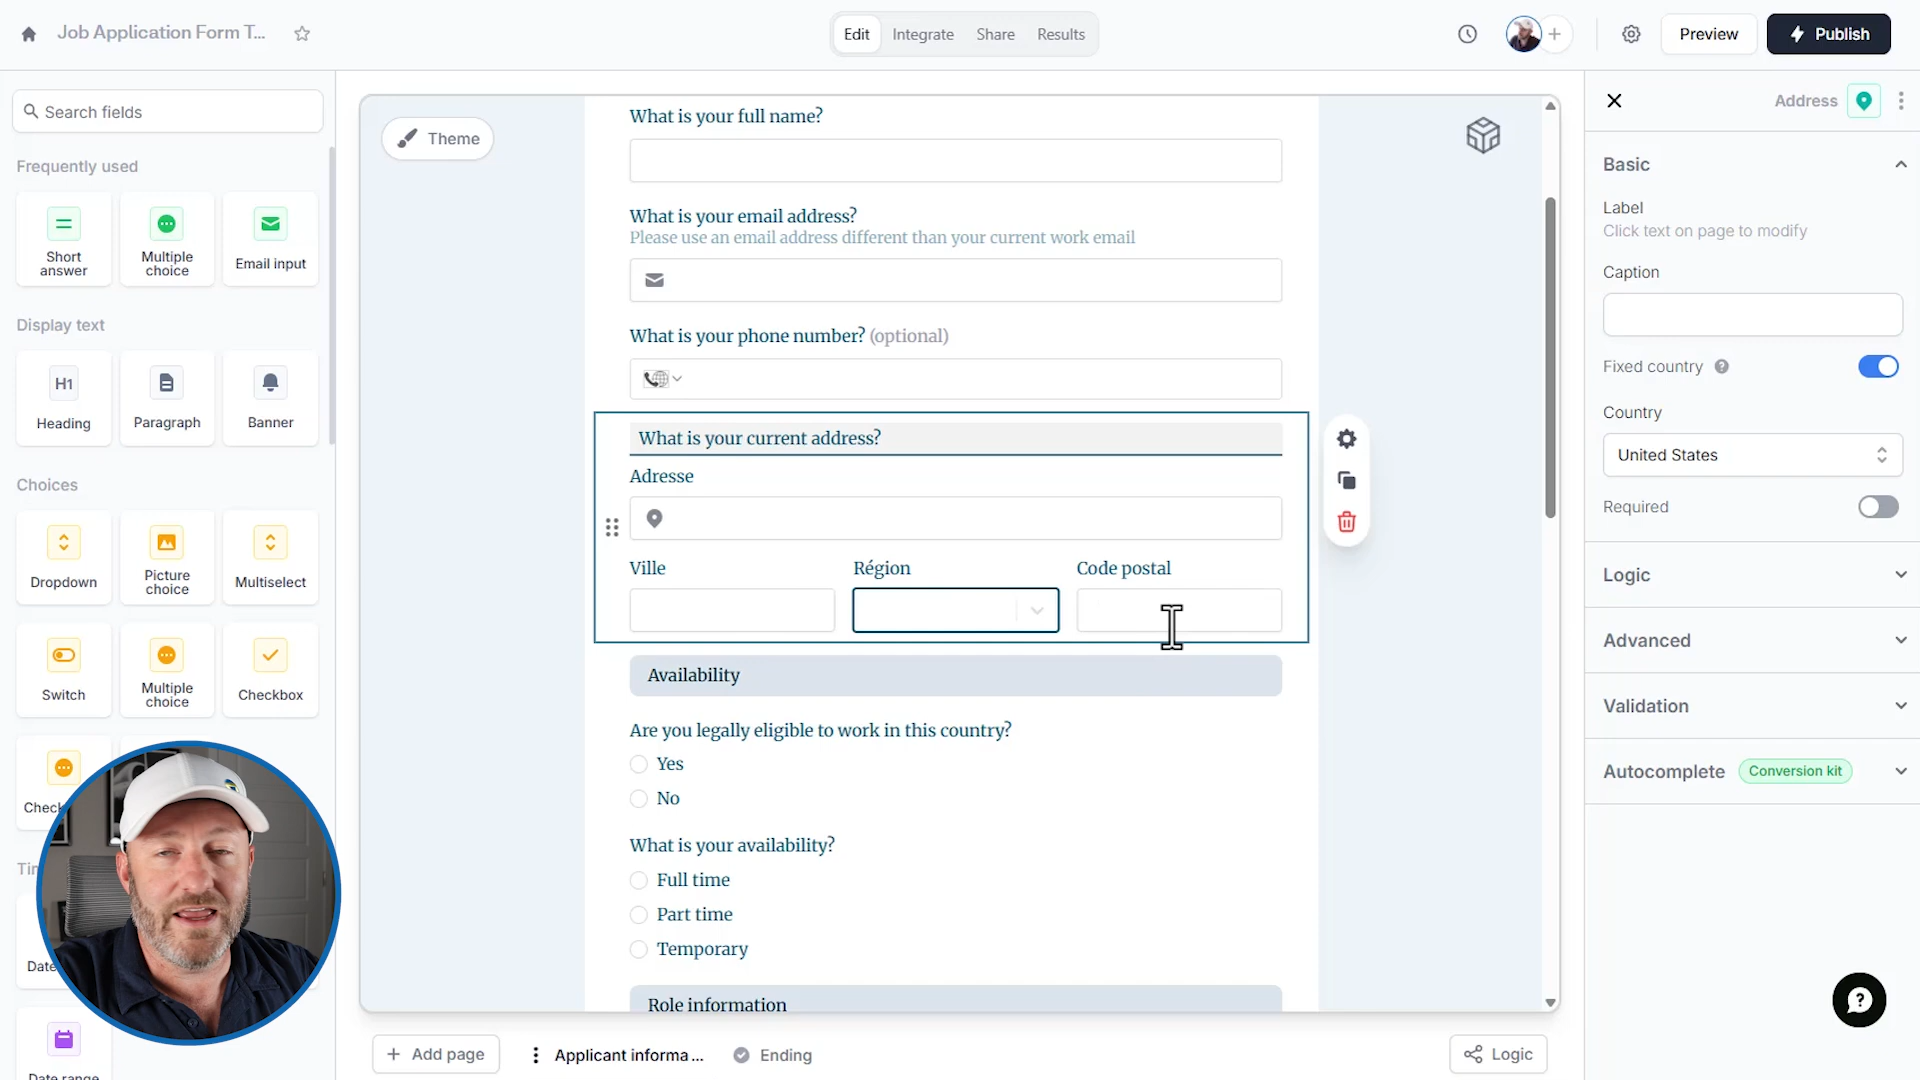 Job Application Form T...
Edit
Integrate
Share
Results
Preview
Publish
Search fields
Frequently used
Short answer
Multiple choice
Email input
Display text
H1
Heading
Paragraph
Banner
Choices
Dropdown
Picture choice
Multiselect
Switch
Multiple choice
Checkbox
Date range
Theme
What is your full name?
What is your email address?
Please use an email address different than your current work email
What is your phone number? (optional)
What is your current address?
Adresse
Ville
Région
Code postal
Availability
Are you legally eligible to work in this country?
Yes
No
What is your availability?
Full time
Part time
Temporary
Role information
Add page
Applicant informa ...
Ending
Logic
Address
Basic
Label
Click text on page to modify
Caption
Fixed country
Country
United States
Required
Logic
Advanced
Validation
Autocomplete
Conversion kit